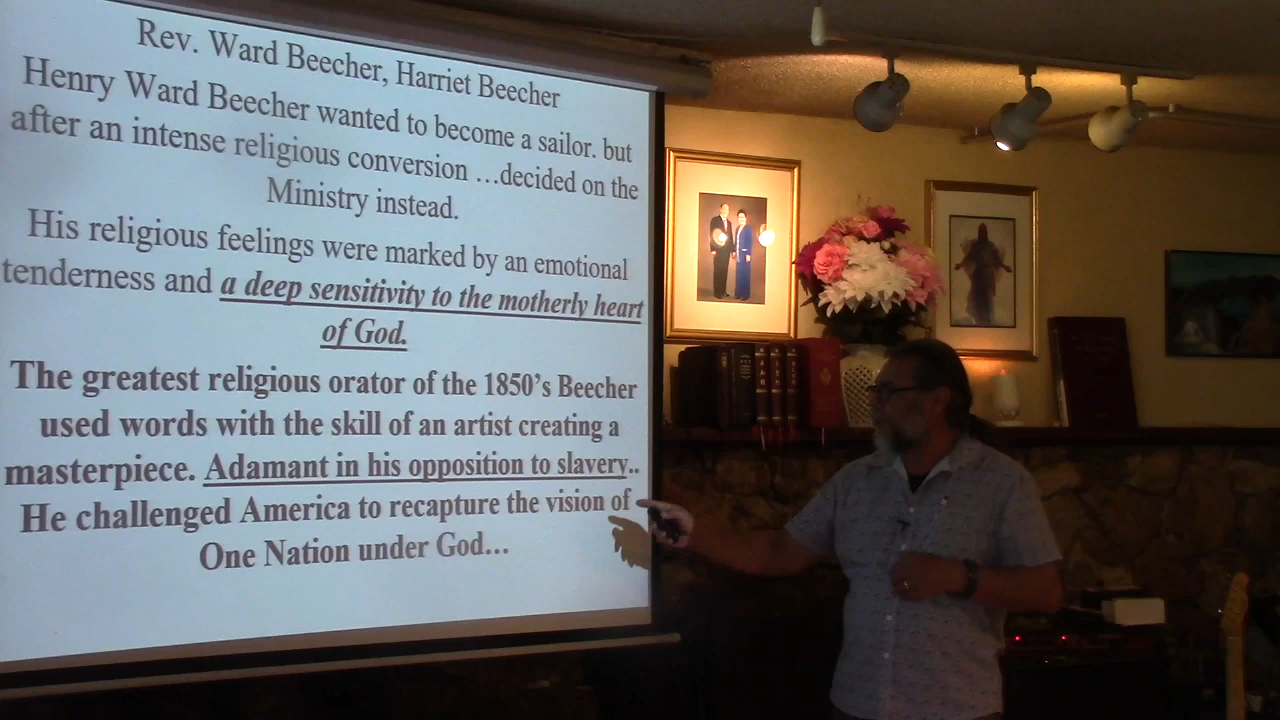 Rev. Ward Beecher, Harriet Beecher
Henry Ward Beecher wanted to become a sailor. but
after an intense religious conversion …decided on the
Ministry instead.
His religious feelings were marked by an emotional
tenderness and a deep sensitivity to the motherly heart
of God.
The greatest religious orator of the 1850’s Beecher
used words with the skill of an artist creating a
masterpiece. Adamant in his opposition to slavery..
He challenged America to recapture the vision of
One Nation under God…